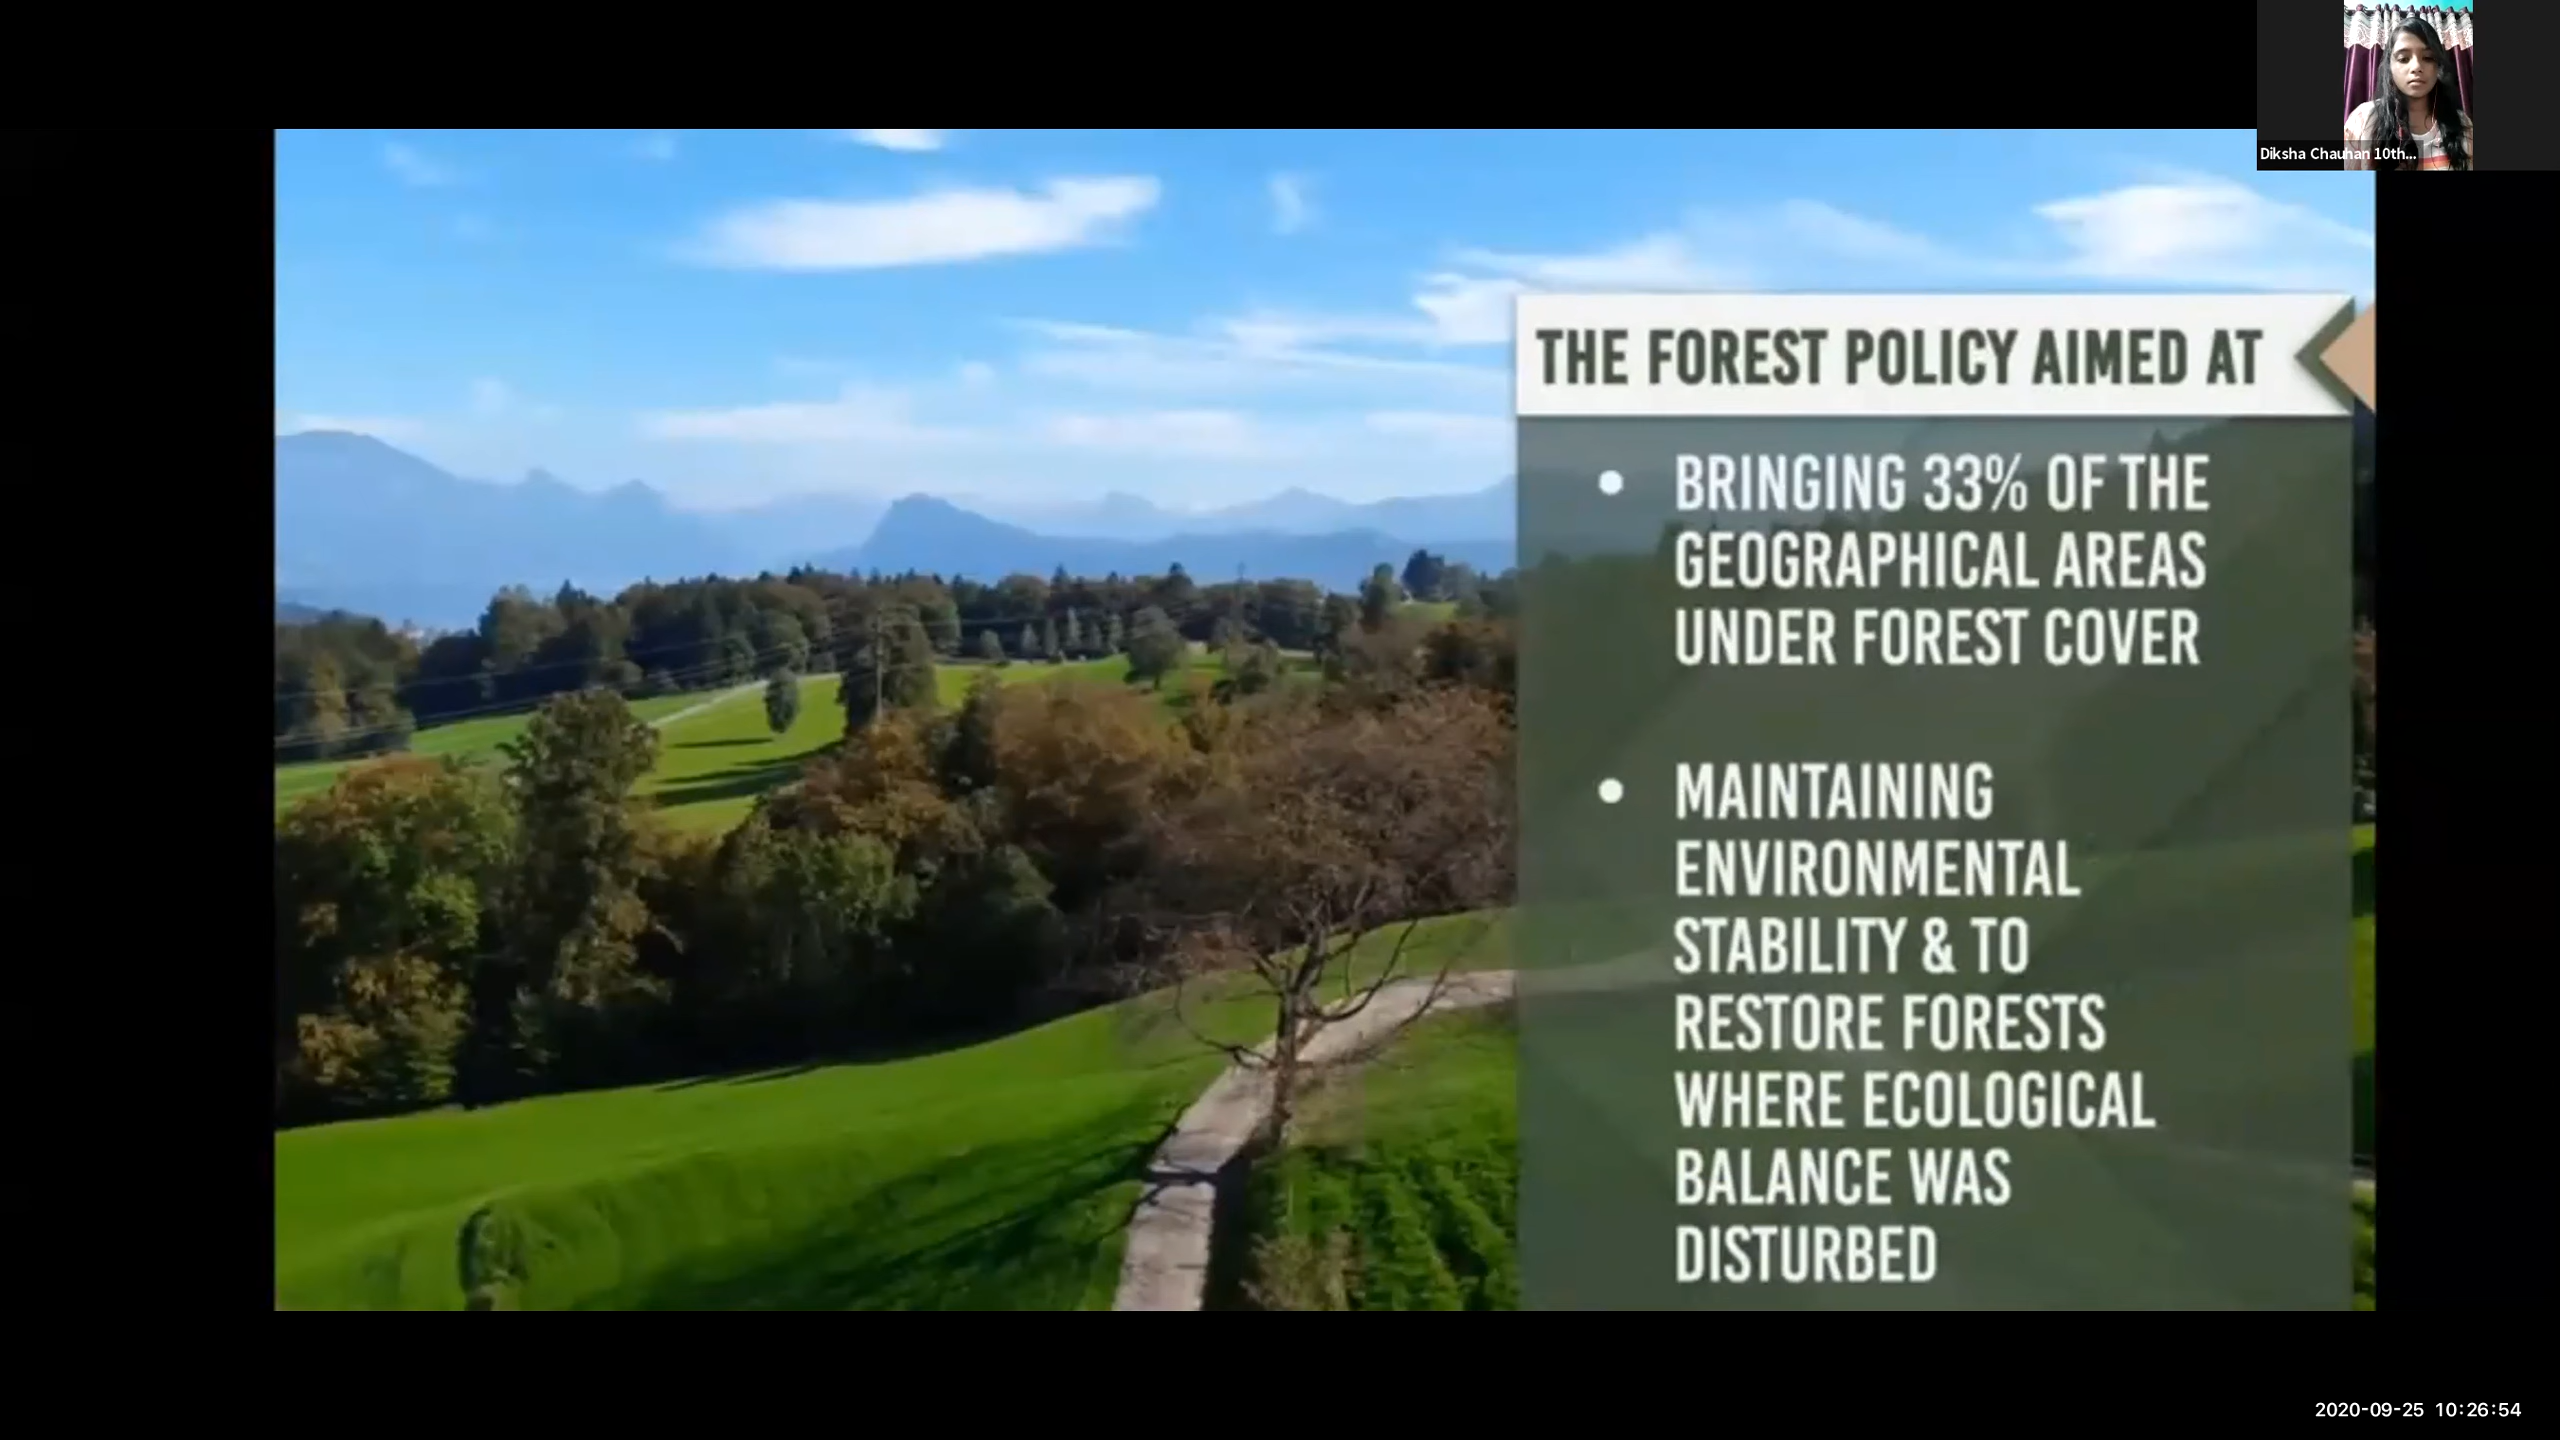 Diksha Chauhan 10th...
THE FOREST POLICY AIMED AT
• BRINGING 33% OF THE
GEOGRAPHICAL AREAS
UNDER FOREST COVER
• MAINTAINING
ENVIRONMENTAL
STABILITY & TO
RESTORE FORESTS
WHERE ECOLOGICAL
BALANCE WAS
DISTURBED
2020-09-25 10:26:54